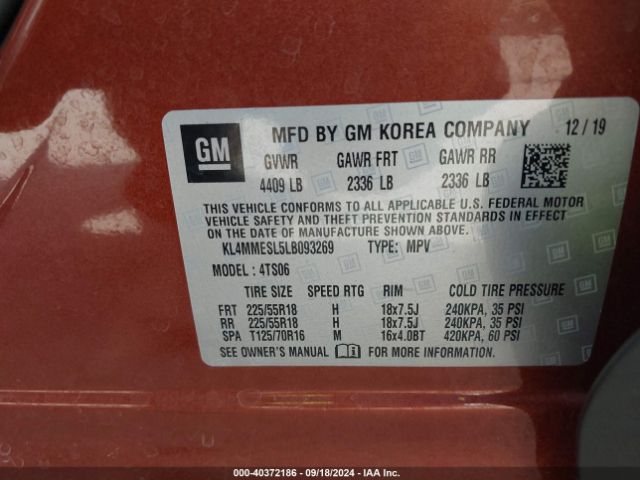 GM MFD BY GM KOREA COMPANY 12/19
GVWR GAWR FRT GAWR RR
4409 LB 2336 LB 2336 LB
THIS VEHICLE CONFORMS TO ALL APPLICABLE U.S. FEDERAL MOTOR
VEHICLE SAFETY AND THEFT PREVENTION STANDARDS IN EFFECT
ON THE DATE OF MANUFACTURE SHOWN ABOVE.
KL4MMESL5LB093269 TYPE: MPV
MODEL : 4TS06
TIRE SIZE SPEED RTG RIM COLD TIRE PRESSURE
FRT 225/55R18 H 18x7.5J 240KPA, 35 PSI
RR 225/55R18 H 18x7.5J 240KPA, 35 PSI
SPA T125/70R16 M 16x4.0BT 420KPA, 60 PSI
SEE OWNER'S MANUAL FOR MORE INFORMATION.
000-40372186 - 09/18/2024 - IAAI.COM